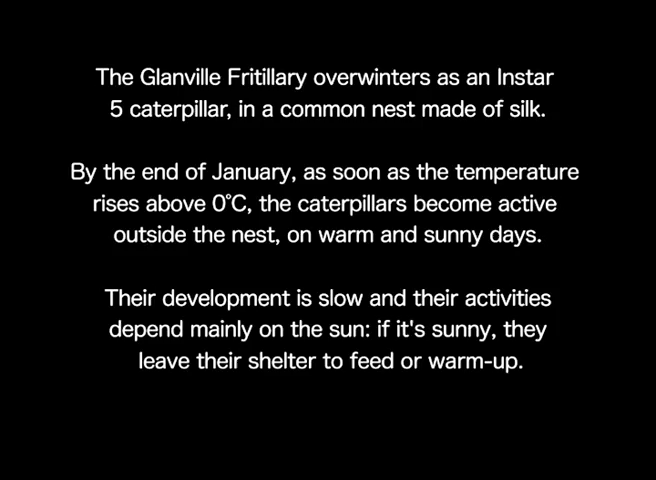 The Glanville Fritillary overwinters as an Instar
5 caterpillar, in a common nest made of silk.
By the end of January, as soon as the temperature
rises above 0°C, the caterpillars become active
outside the nest, on warm and sunny days.
Their development is slow and their activities
depend mainly on the sun: if it's sunny, they
leave their shelter to feed or warm-up.